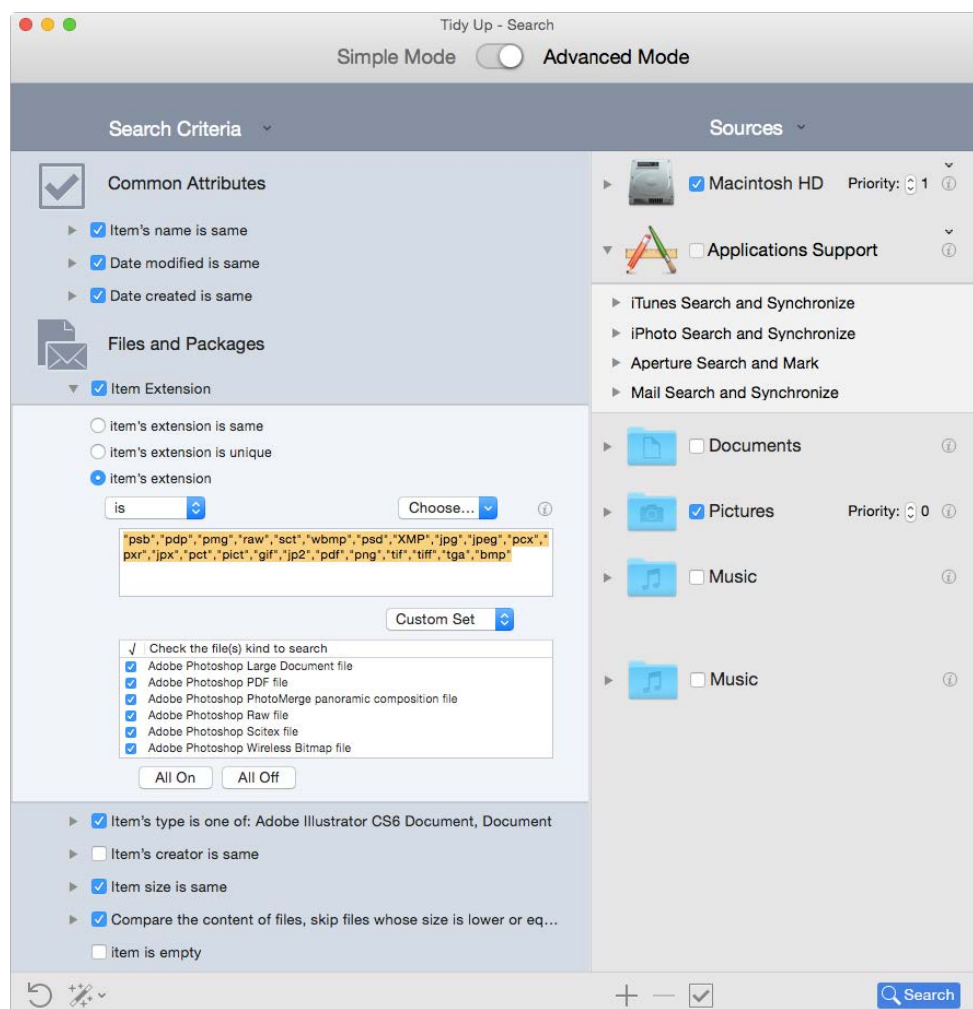 Tidy Up - Search
Simple Mode Advanced Mode
Search Criteria
Sources
Common Attributes
Item's name is same
Date modified is same
Date created is same
Files and Packages
Item Extension
item's extension is same
item's extension is unique
item's extension
is
Choose...
"psb","pdp","pmg","raw","sct","wbmp","psd","XMP","jpg","jpeg","pcx","
pxr","jpx","pct","pict","gif","jp2","pdf","png","tif","tiff","tga","bmp"
Custom Set
√ Check the file(s) kind to search
Adobe Photoshop Large Document file
Adobe Photoshop PDF file
Adobe Photoshop PhotoMerge panoramic composition file
Adobe Photoshop Raw file
Adobe Photoshop Scitex file
Adobe Photoshop Wireless Bitmap file
All On All Off
Item's type is one of: Adobe Illustrator CS6 Document, Document
Item's creator is same
Item size is same
Compare the content of files, skip files whose size is lower or eq...
item is empty
Macintosh HD Priority: 1
Applications Support
iTunes Search and Synchronize
iPhoto Search and Synchronize
Aperture Search and Mark
Mail Search and Synchronize
Documents
Pictures Priority: 0
Music
Music
Search